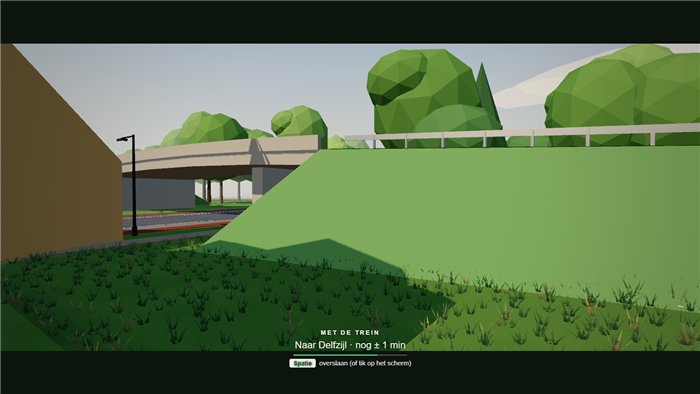 MET DE TREIN
Naar Delfzijl · nog ± 1 min
Spatie overslaan (of tik op het scherm)